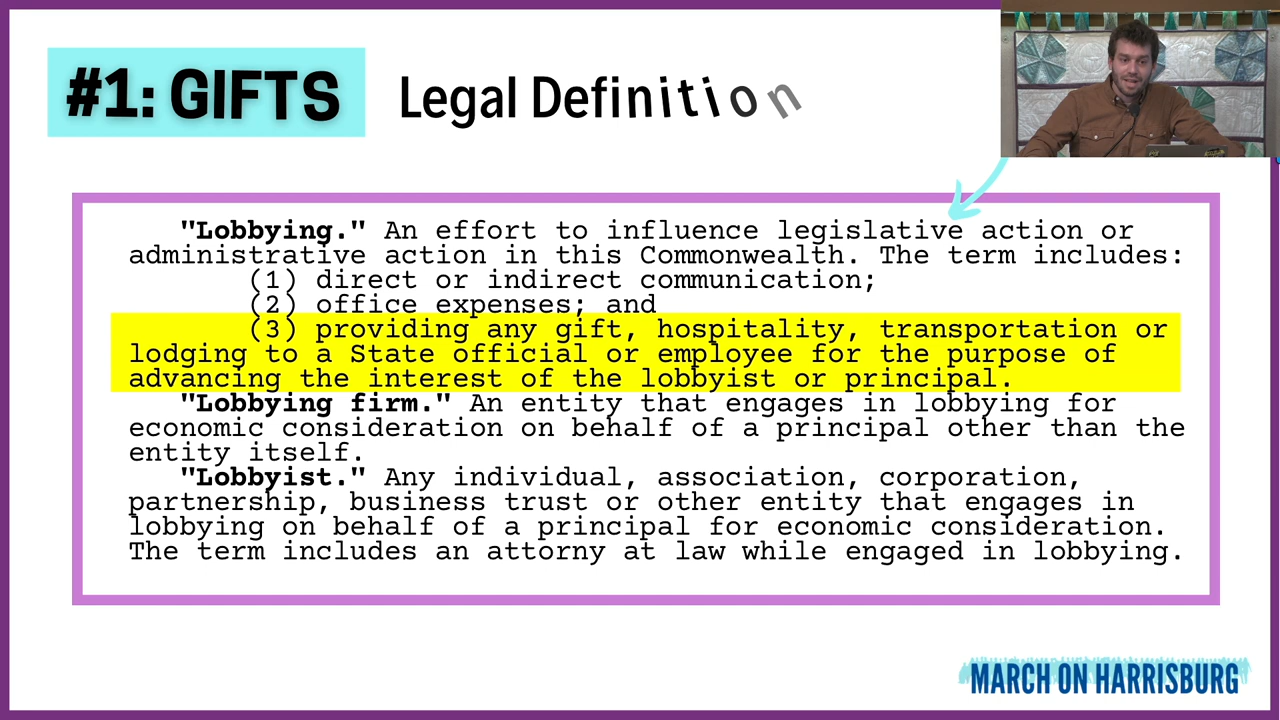 #1: GIFTS Legal Definition
"Lobbying." An effort to influence legislative action or
administrative action in this Commonwealth. The term includes:
(1) direct or indirect communication;
(2) office expenses; and
(3) providing any gift, hospitality, transportation or
lodging to a State official or employee for the purpose of
advancing the interest of the lobbyist or principal.
"Lobbying firm." An entity that engages in lobbying for
economic consideration on behalf of a principal other than the
entity itself.
"Lobbyist." Any individual, association, corporation,
partnership, business trust or other entity that engages in
lobbying on behalf of a principal for economic consideration.
The term includes an attorny at law while engaged in lobbying.
MARCH ON HARRISBURG